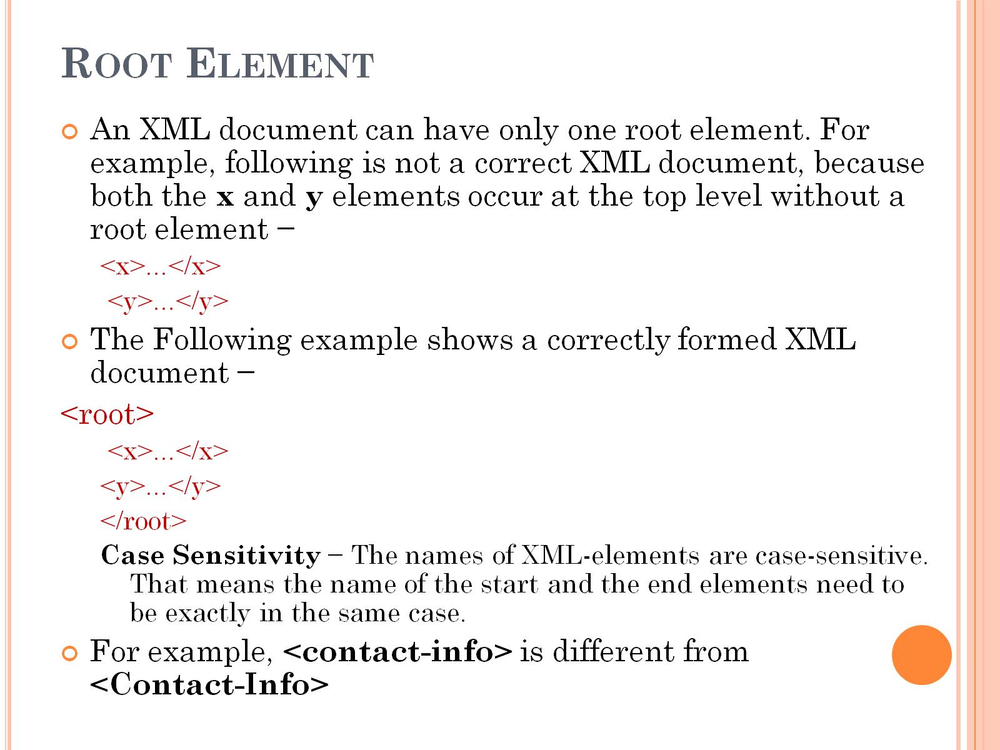 ROOT ELEMENT
An XML document can have only one root element. For
example, following is not a correct XML document, because
both the x and y elements occur at the top level without a
root element –
<x>...</x>
<y>...</y>
The Following example shows a correctly formed XML
document –
<root>
<x>...</x>
<y>...</y>
</root>
Case Sensitivity – The names of XML-elements are case-sensitive.
That means the name of the start and the end elements need to
be exactly in the same case.
For example, <contact-info> is different from
<Contact-Info>